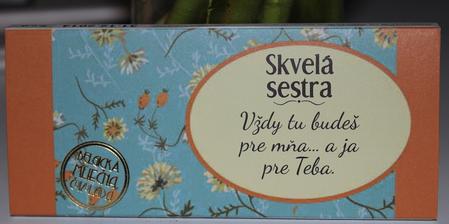 Skvelá
sestra
Vždy tu budeš
pre mňa... a ja
pre Teba.
BELGICKÁ
MLIEČNA
ČOKOLÁDA